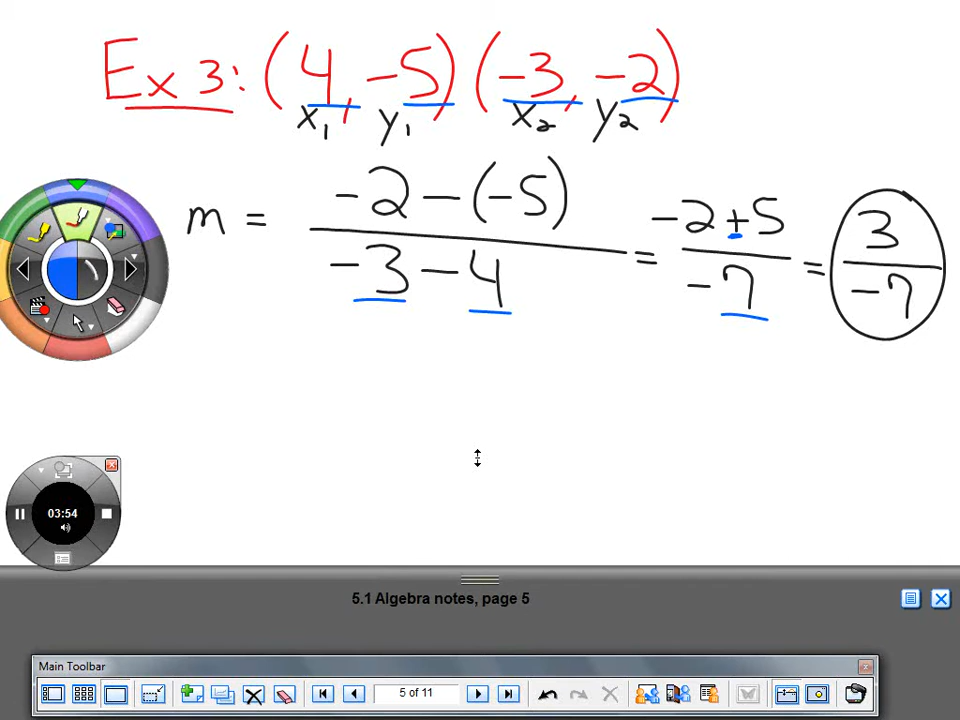 Ex 3: (4, -5) (-3, -2)
x₁ y₁ x₂ y₂
m = -2-(-5) / -3-4 = -2+5 / -7 = 3 / -7
03:54
5.1 Algebra notes, page 5
Main Toolbar
5 of 11